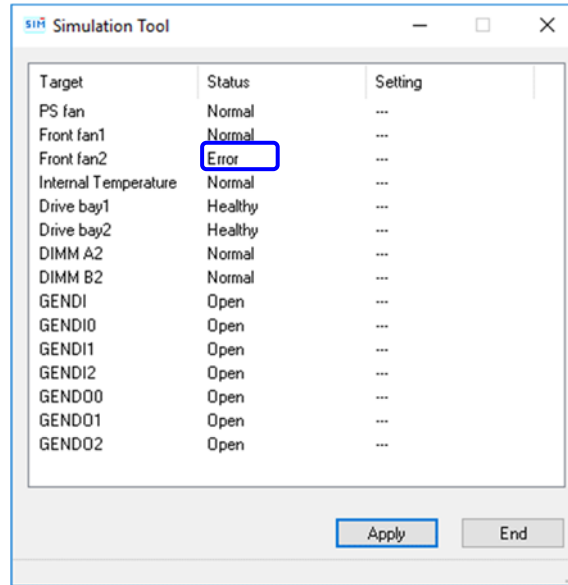 SIM Simulation Tool
Target Status Setting
PS fan Normal ---
Front fan1 Normal ---
Front fan2 Error ---
Internal Temperature Normal ---
Drive bay1 Healthy ---
Drive bay2 Healthy ---
DIMM A2 Normal ---
DIMM B2 Normal ---
GENDI Open ---
GENDI0 Open ---
GENDI1 Open ---
GENDI2 Open ---
GENDO0 Open ---
GENDO1 Open ---
GENDO2 Open ---
Apply End